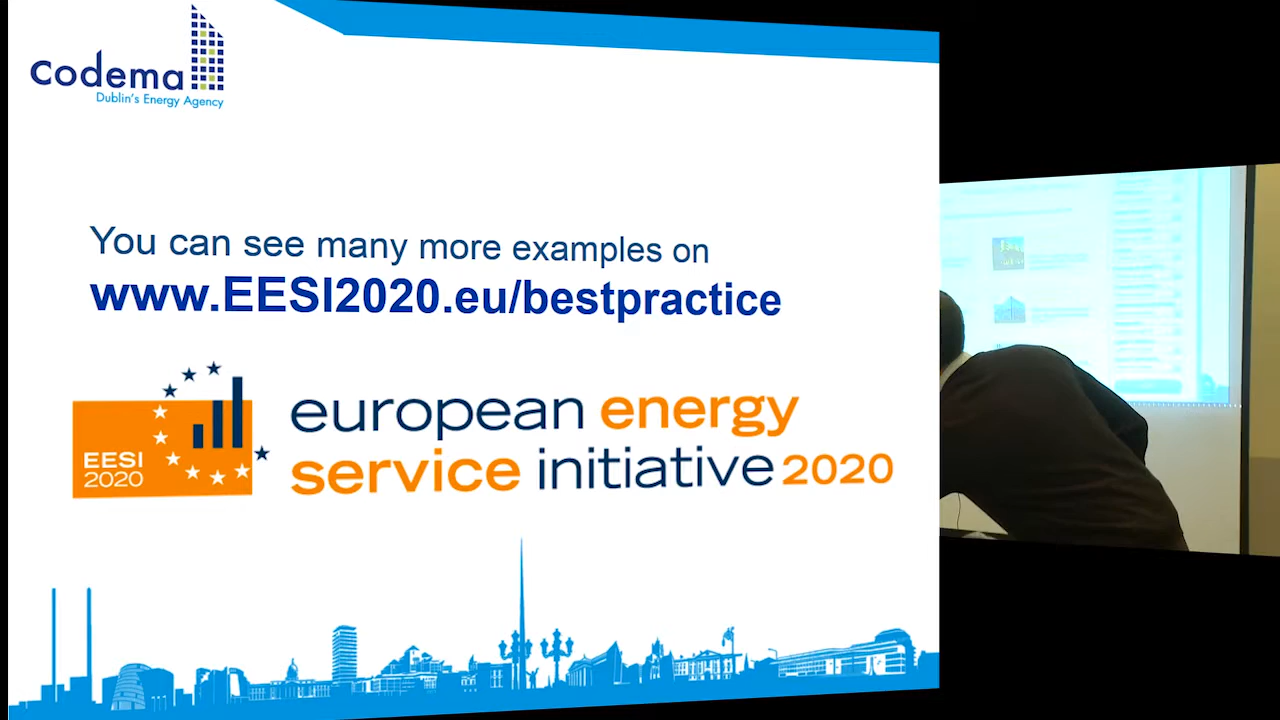 codema
Dublin's Energy Agency
You can see many more examples on
www.EESI2020.eu/bestpractice
EESI
2020
european energy
service initiative 2020